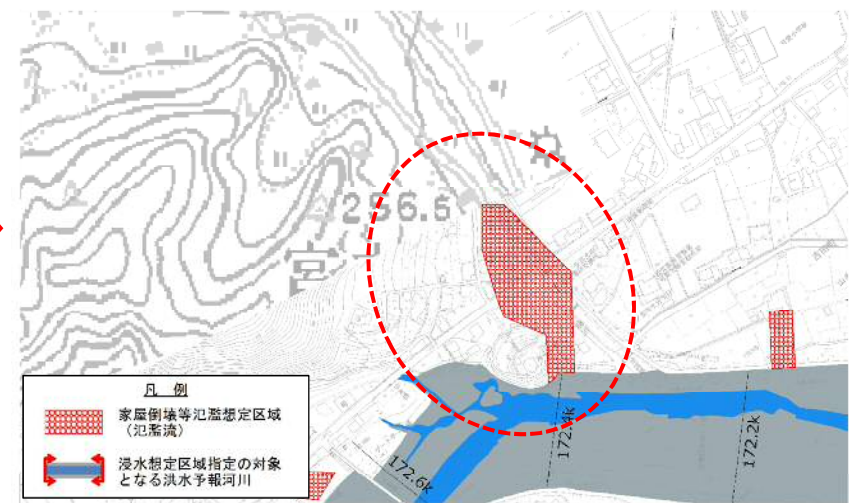 256.6
宮
凡 例
家屋倒壊等氾濫想定区域
（氾濫流）
浸水想定区域指定の対象
となる洪水予報河川
172.6k
172.4k
172.2k